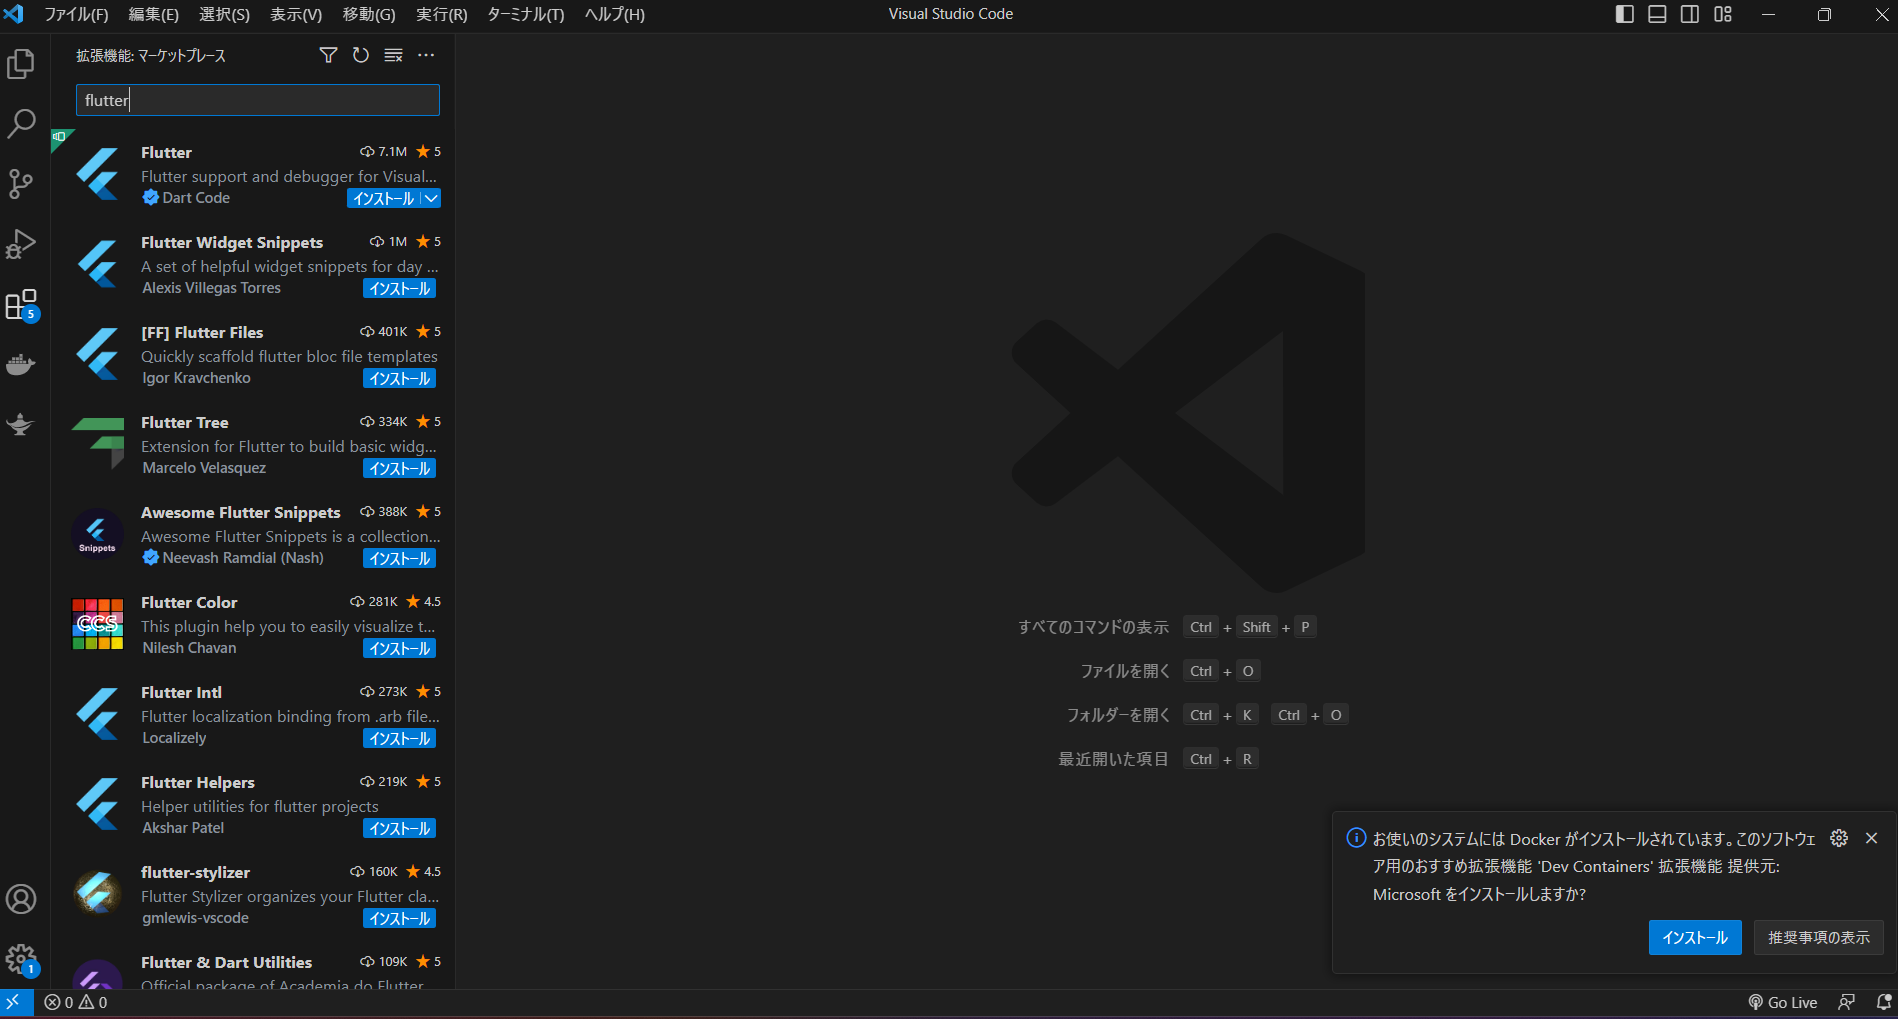 ファイル(F) 編集(E) 選択(S) 表示(V) 移動(G) 実行(R) ターミナル(T) ヘルプ(H) Visual Studio Code
拡張機能: マーケットプレース
flutter
Flutter 7.1M 5
Flutter support and debugger for Visual...
Dart Code インストール
Flutter Widget Snippets 1M 5
A set of helpful widget snippets for day ...
Alexis Villegas Torres インストール
[FF] Flutter Files 401K 5
Quickly scaffold flutter bloc file templates
Igor Kravchenko インストール
Flutter Tree 334K 5
Extension for Flutter to build basic widg...
Marcelo Velasquez インストール
Snippets
Awesome Flutter Snippets 388K 5
Awesome Flutter Snippets is a collection...
Neevash Ramdial (Nash) インストール
CCS
Flutter Color 281K 4.5
This plugin help you to easily visualize t...
Nilesh Chavan インストール
Flutter Intl 273K 5
Flutter localization binding from .arb file...
Localizely インストール
Flutter Helpers 219K 5
Helper utilities for flutter projects
Akshar Patel インストール
flutter-stylizer 160K 4.5
Flutter Stylizer organizes your Flutter cla...
gmlewis-vscode インストール
Flutter & Dart Utilities 109K 5
Official package of Academia do Flutter
5
1
すべてのコマンドの表示 Ctrl + Shift + P
ファイルを開く Ctrl + O
フォルダーを開く Ctrl + K Ctrl + O
最近開いた項目 Ctrl + R
お使いのシステムには Docker がインストールされています。このソフトウェ
ア用のおすすめ拡張機能 'Dev Containers' 拡張機能 提供元:
Microsoft をインストールしますか?
インストール 推奨事項の表示
0 0 Go Live